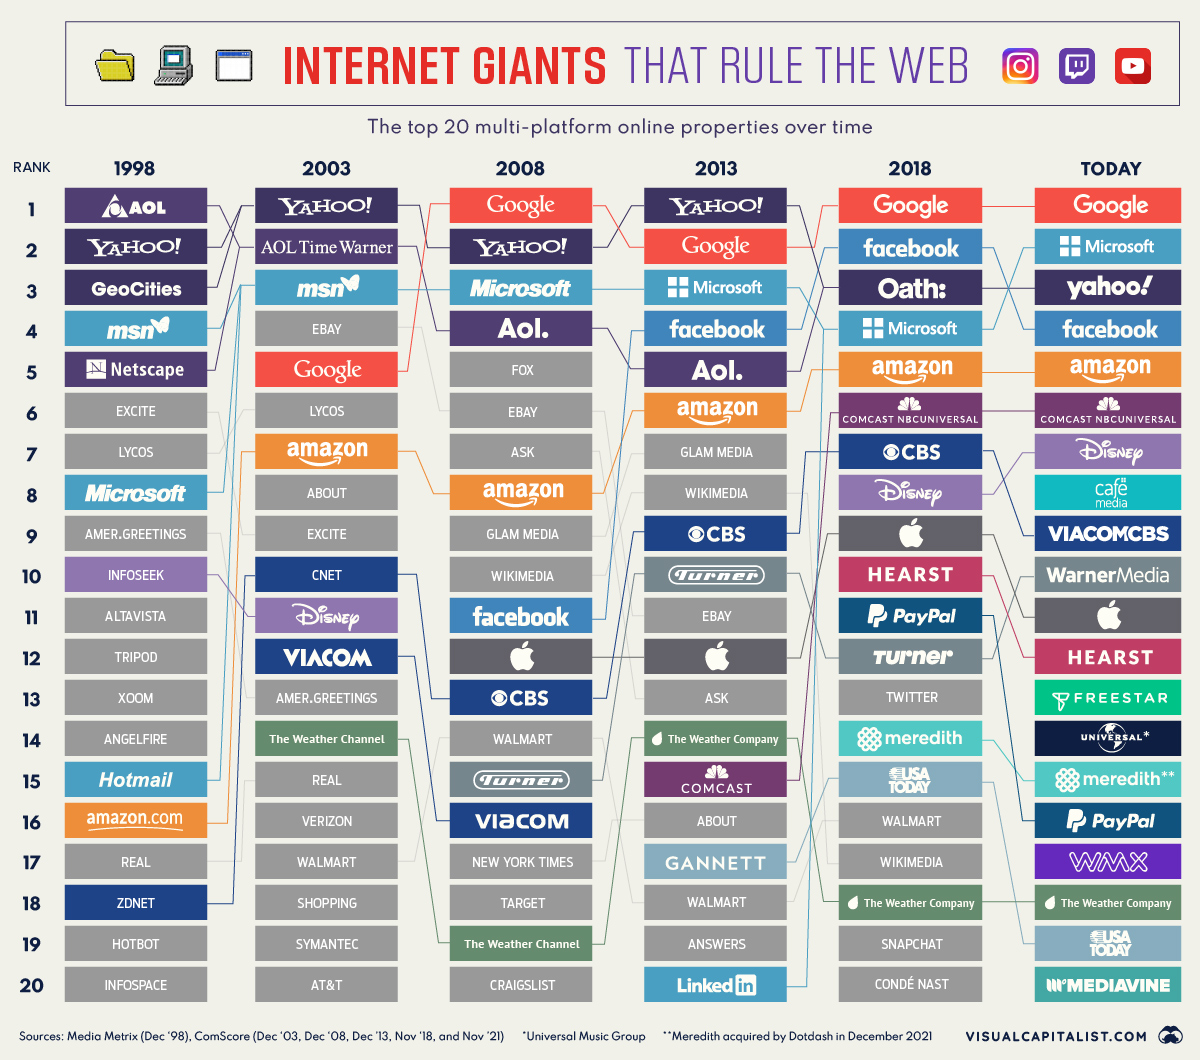 INTERNET GIANTS THAT RULE THE WEB
The top 20 multi-platform online properties over time
RANK 1998 2003 2008 2013 2018 TODAY
1 AOL YAHOO! Google YAHOO! Google Google
2 YAHOO! AOL Time Warner YAHOO! Google facebook Microsoft
3 GeoCities msn Microsoft Microsoft Oath: yahoo!
4 msn EBAY Aol. facebook Microsoft facebook
5 Netscape Google FOX Aol. amazon amazon
6 EXCITE LYCOS EBAY amazon COMCAST NBCUNIVERSAL COMCAST NBCUNIVERSAL
7 LYCOS amazon ASK GLAM MEDIA CBS Disney
8 Microsoft ABOUT amazon WIKIMEDIA Disney café media
9 AMER.GREETINGS EXCITE GLAM MEDIA CBS VIACOMCBS
10 INFOSEEK CNET WIKIMEDIA Turner HEARST WarnerMedia
11 ALTAVISTA Disney facebook EBAY PayPal
12 TRIPOD VIACOM Turner HEARST
13 XOOM AMER.GREETINGS CBS ASK TWITTER FREESTAR
14 ANGELFIRE The Weather Channel WALMART The Weather Company meredith UNIVERSAL*
15 Hotmail REAL Turner COMCAST USA TODAY meredith**
16 amazon.com VERIZON VIACOM ABOUT WALMART PayPal
17 REAL WALMART NEW YORK TIMES GANNETT WIKIMEDIA WMX
18 ZDNET SHOPPING TARGET WALMART The Weather Company The Weather Company
19 HOTBOT SYMANTEC The Weather Channel ANSWERS SNAPCHAT USA TODAY
20 INFOSPACE AT&T CRAIGSLIST Linked in CONDÉ NAST MEDIAVINE
Sources: Media Metrix (Dec '98), ComScore (Dec '03, Dec '08, Dec '13, Nov '18, and Nov '21) *Universal Music Group **Meredith acquired by Dotdash in December 2021 VISUALCAPITALIST.COM